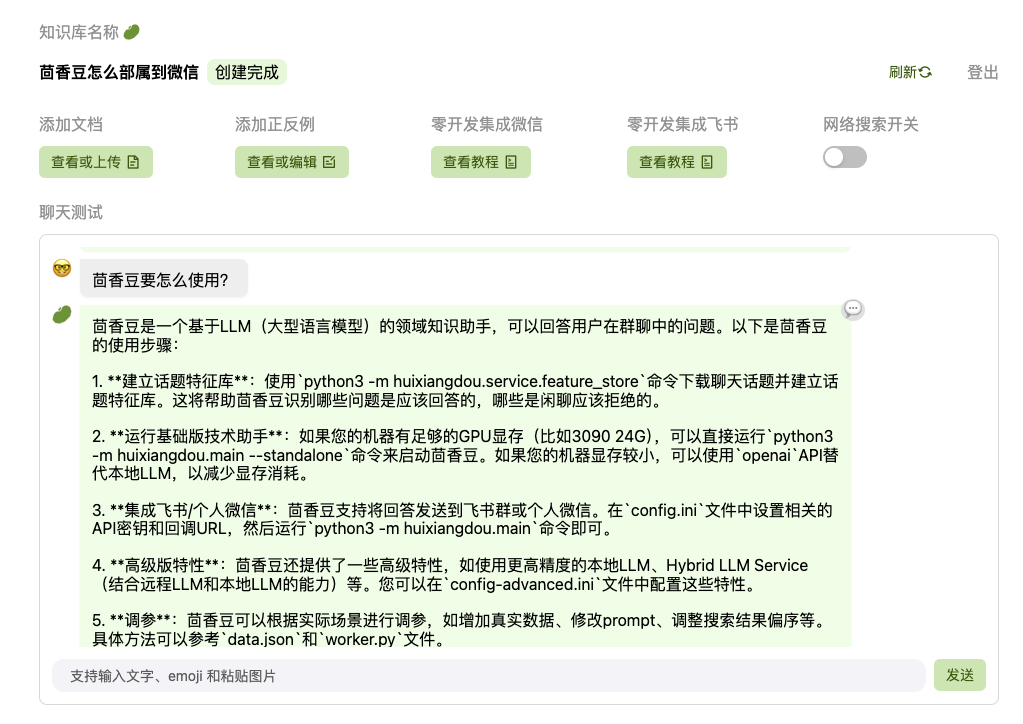 知识库名称
茴香豆怎么部属到微信 创建完成 刷新 登出
添加文档 添加正反例 零开发集成微信 零开发集成飞书 网络搜索开关
查看或上传 查看或编辑 查看教程 查看教程
聊天测试
茴香豆要怎么使用?
茴香豆是一个基于LLM（大型语言模型）的领域知识助手，可以回答用户在群聊中的问题。以下是茴香豆
的使用步骤：
1. **建立话题特征库**：使用`python3 -m huixiangdou.service.feature_store`命令下载聊天话题并建立话
题特征库。这将帮助茴香豆识别哪些问题是应该回答的，哪些是闲聊应该拒绝的。
2. **运行基础版技术助手**：如果您的机器有足够的GPU显存（比如3090 24G），可以直接运行`python3
-m huixiangdou.main --standalone`命令来启动茴香豆。如果您的机器显存较小，可以使用`openai`API替
代本地LLM，以减少显存消耗。
3. **集成飞书/个人微信**：茴香豆支持将回答发送到飞书群或个人微信。在`config.ini`文件中设置相关的
API密钥和回调URL，然后运行`python3 -m huixiangdou.main`命令即可。
4. **高级版特性**：茴香豆还提供了一些高级特性，如使用更高精度的本地LLM、Hybrid LLM Service
（结合远程LLM和本地LLM的能力）等。您可以在`config-advanced.ini`文件中配置这些特性。
5. **调参**：茴香豆可以根据实际场景进行调参，如增加真实数据、修改prompt、调整搜索结果偏序等。
具体方法可以参考`data.json`和`worker.py`文件。
支持输入文字、emoji 和粘贴图片 发送